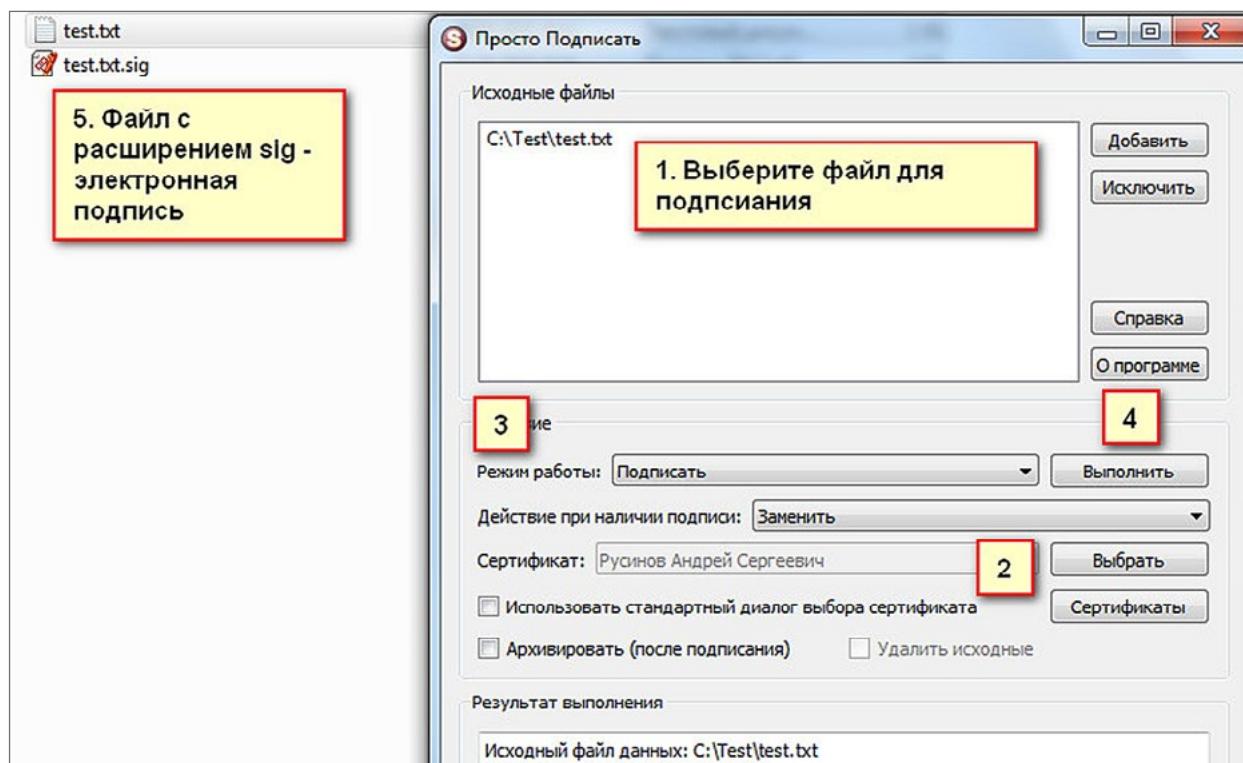 test.txt
test.txt.sig
5. Файл с
расширением sig -
электронная
подпись
Просто Подписать
Исходные файлы
C:\Test\test.txt
1. Выберите файл для
подпсиания
Добавить
Исключить
Справка
О программе
3
4
Режим работы: Подписать
Выполнить
Действие при наличии подписи: Заменить
Сертификат: Русинов Андрей Сергеевич
2
Выбрать
Использовать стандартный диалог выбора сертификата
Сертификаты
Архивировать (после подписания)
Удалить исходные
Результат выполнения
Исходный файл данных: C:\Test\test.txt